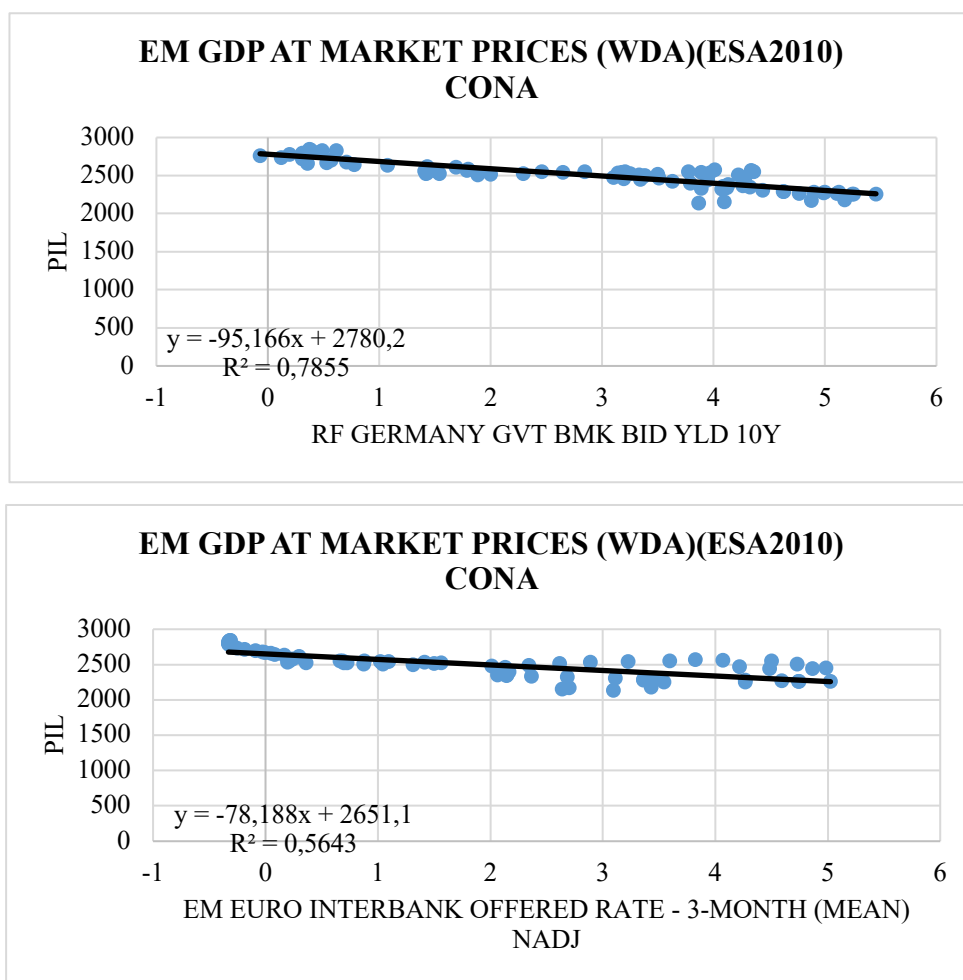 EM GDP AT MARKET PRICES (WDA)(ESA2010)
CONA
3000
2500
2000
1500
1000
500
0
PIL
y = -95,166x + 2780,2
R² = 0,7855
-1 0 1 2 3 4 5 6
RF GERMANY GVT BMK BID YLD 10Y
EM GDP AT MARKET PRICES (WDA)(ESA2010)
CONA
3000
2500
2000
1500
1000
500
0
PIL
y = -78,188x + 2651,1
R² = 0,5643
-1 0 1 2 3 4 5 6
EM EURO INTERBANK OFFERED RATE - 3-MONTH (MEAN)
NADJ